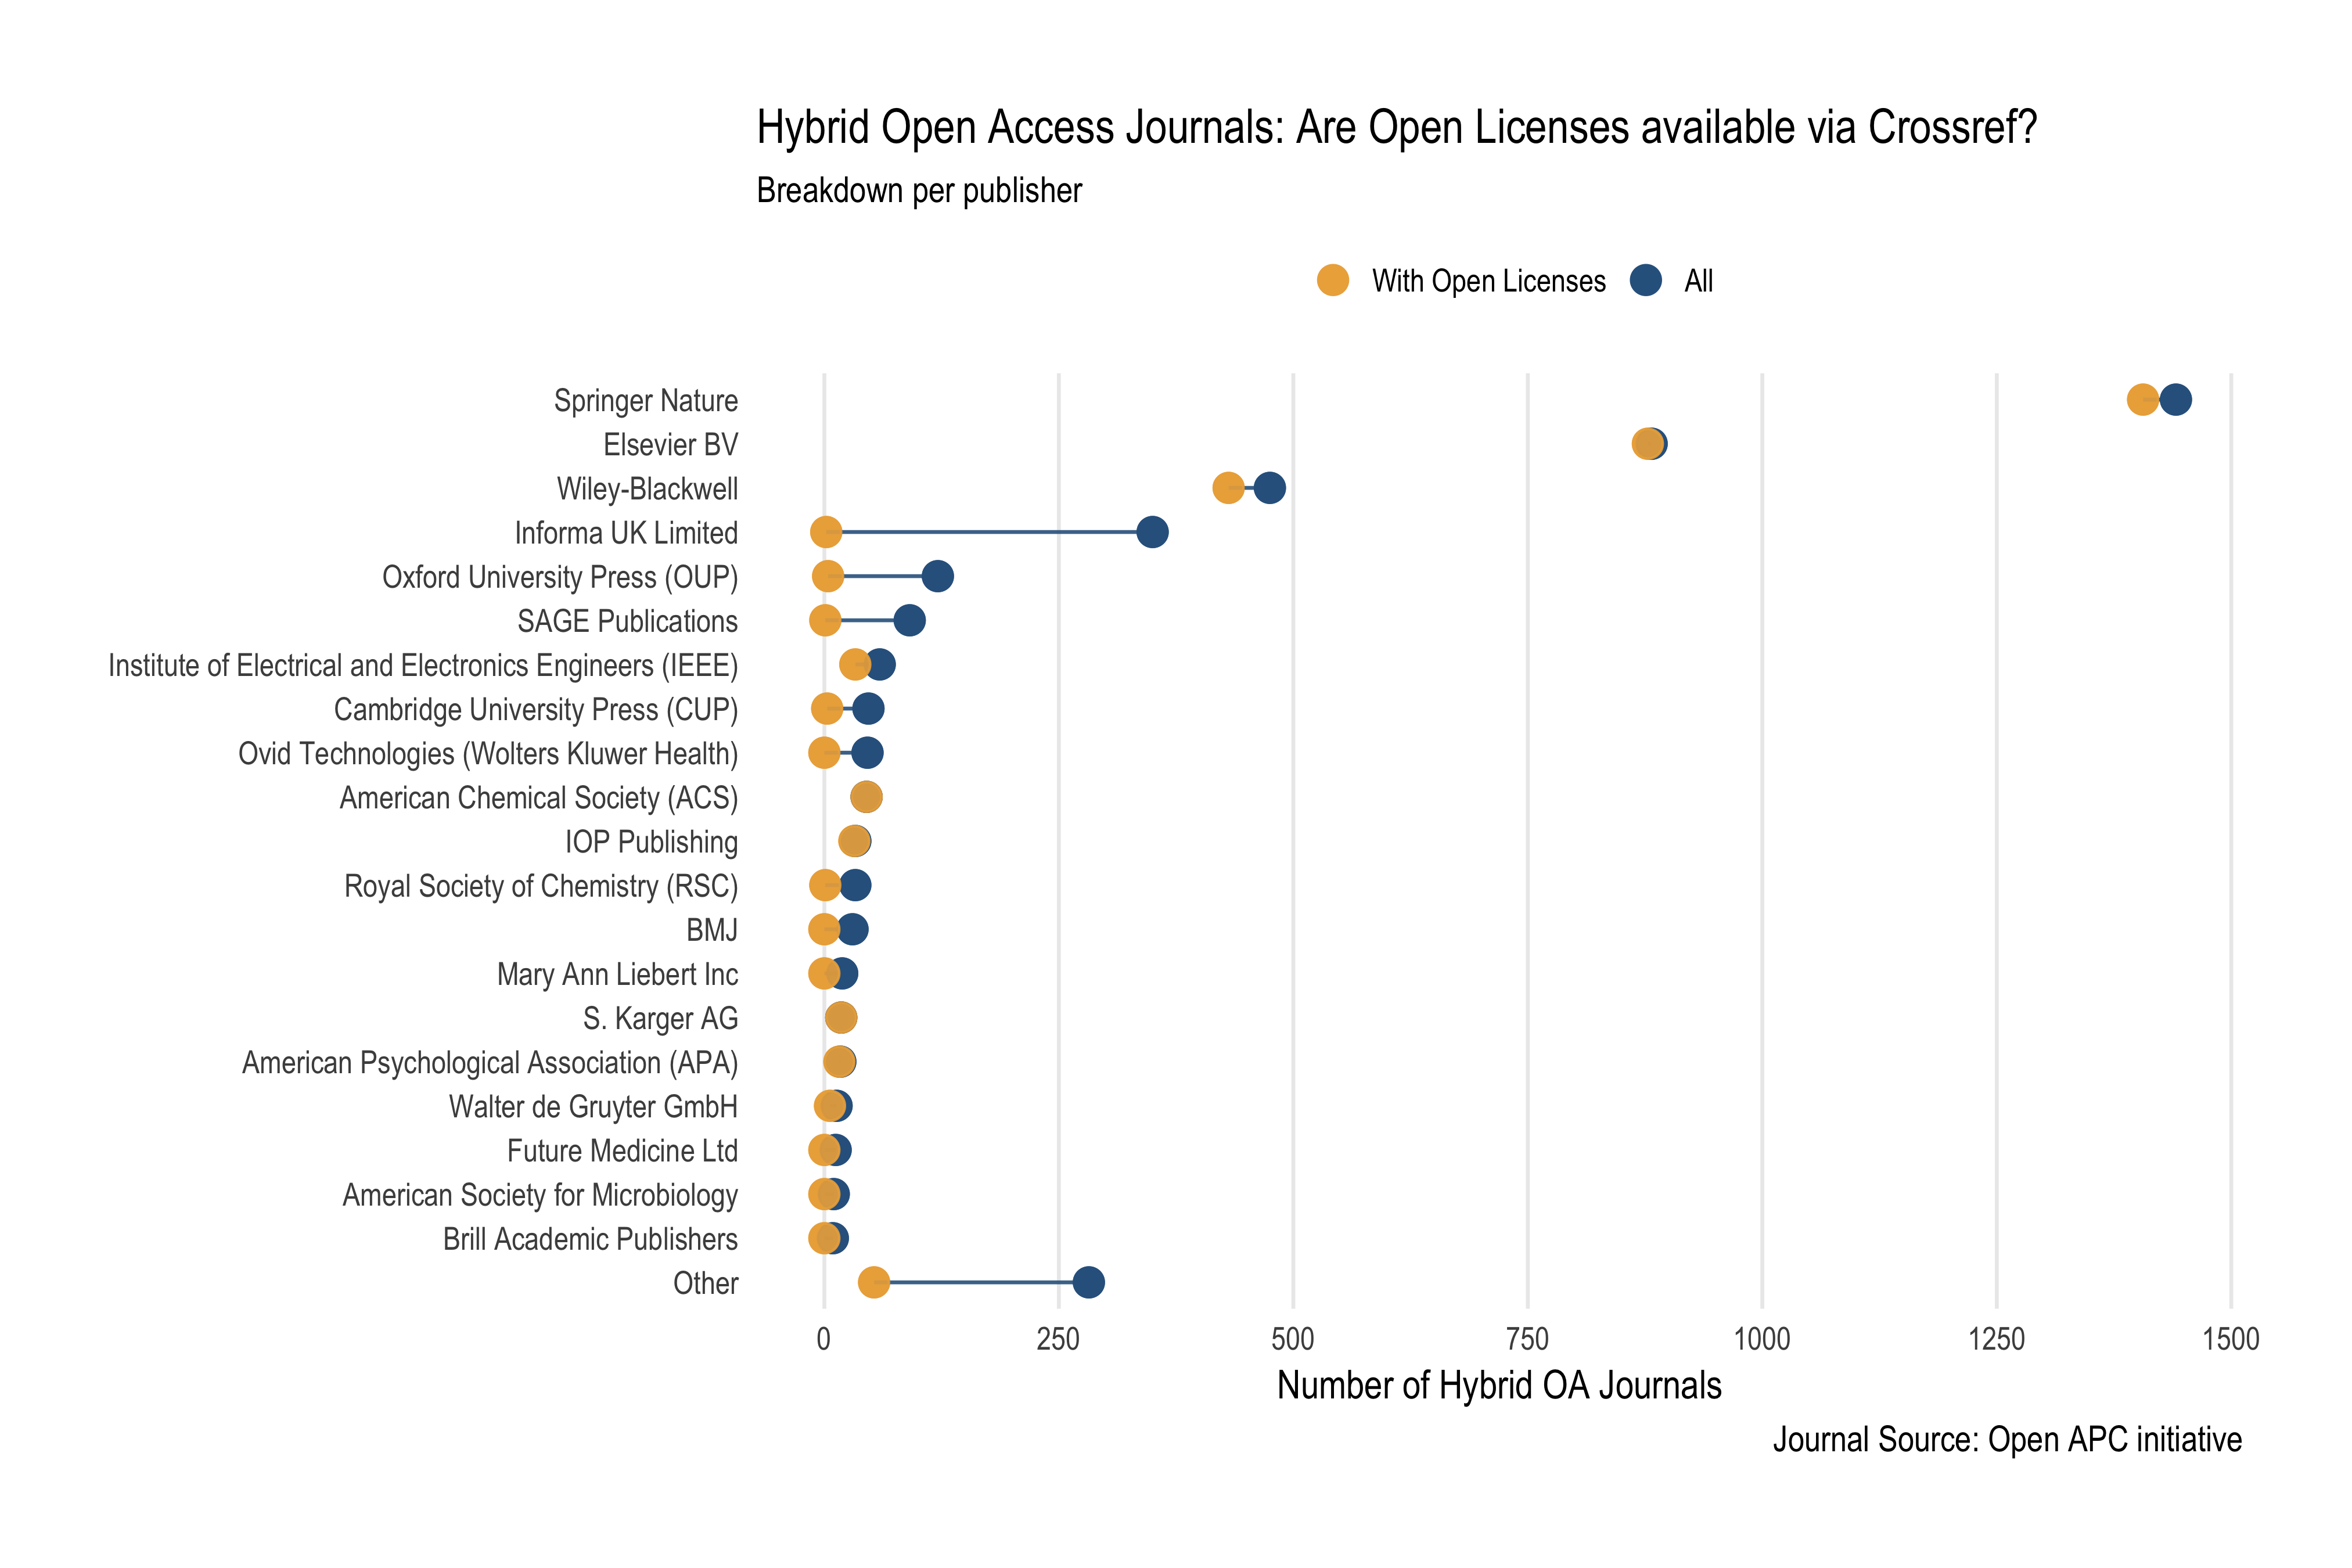 Hybrid Open Access Journals: Are Open Licenses available via Crossref?
Breakdown per publisher
With Open Licenses All
Springer Nature
Elsevier BV
Wiley-Blackwell
Informa UK Limited
Oxford University Press (OUP)
SAGE Publications
Institute of Electrical and Electronics Engineers (IEEE)
Cambridge University Press (CUP)
Ovid Technologies (Wolters Kluwer Health)
American Chemical Society (ACS)
IOP Publishing
Royal Society of Chemistry (RSC)
BMJ
Mary Ann Liebert Inc
S. Karger AG
American Psychological Association (APA)
Walter de Gruyter GmbH
Future Medicine Ltd
American Society for Microbiology
Brill Academic Publishers
Other
0 250 500 750 1000 1250 1500
Number of Hybrid OA Journals
Journal Source: Open APC initiative